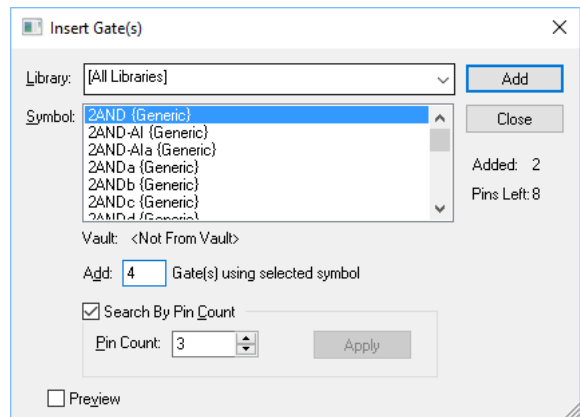 Insert Gate(s)
Library: [All Libraries]
Add
Symbol: 2AND {Generic}
2AND-AI {Generic}
2AND-AIa {Generic}
2ANDa {Generic}
2ANDb {Generic}
2ANDc {Generic}
2ANDd {Generic}
Close
Added: 2
Pins Left: 8
Vault: <Not From Vault>
Add: 4 Gate(s) using selected symbol
Search By Pin Count
Pin Count: 3
Apply
Preview